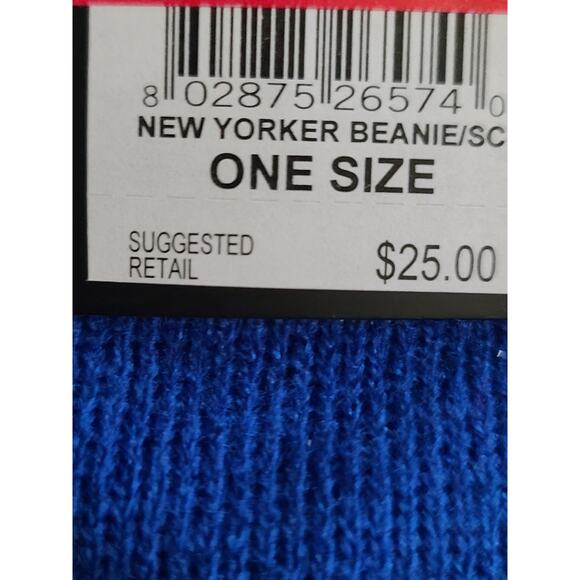 8 02875 26574 0
NEW YORKER BEANIE/SC
ONE SIZE
SUGGESTED
RETAIL
$25.00